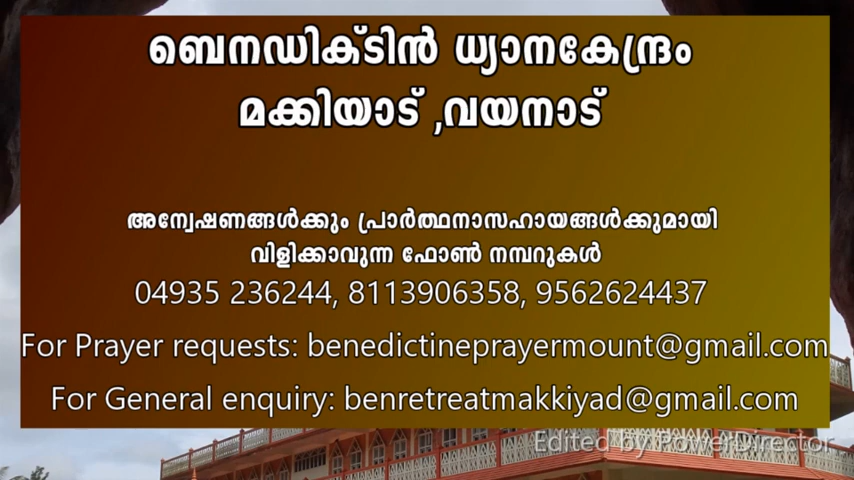 ബെനഡിക്ടിൻ ധ്യാനകേന്ദ്രം
മക്കിയാട് ,വയനാട്
അന്വേഷണങ്ങൾക്കും പ്രാർത്ഥനാസഹായങ്ങൾക്കുമായി
വിളിക്കാവുന്ന ഫോൺ നമ്പറുകൾ
04935 236244, 8113906358, 9562624437
For Prayer requests: benedictineprayermount@gmail.com
For General enquiry: benretreatmakkiyad@gmail.com
Edited by PowerDirector